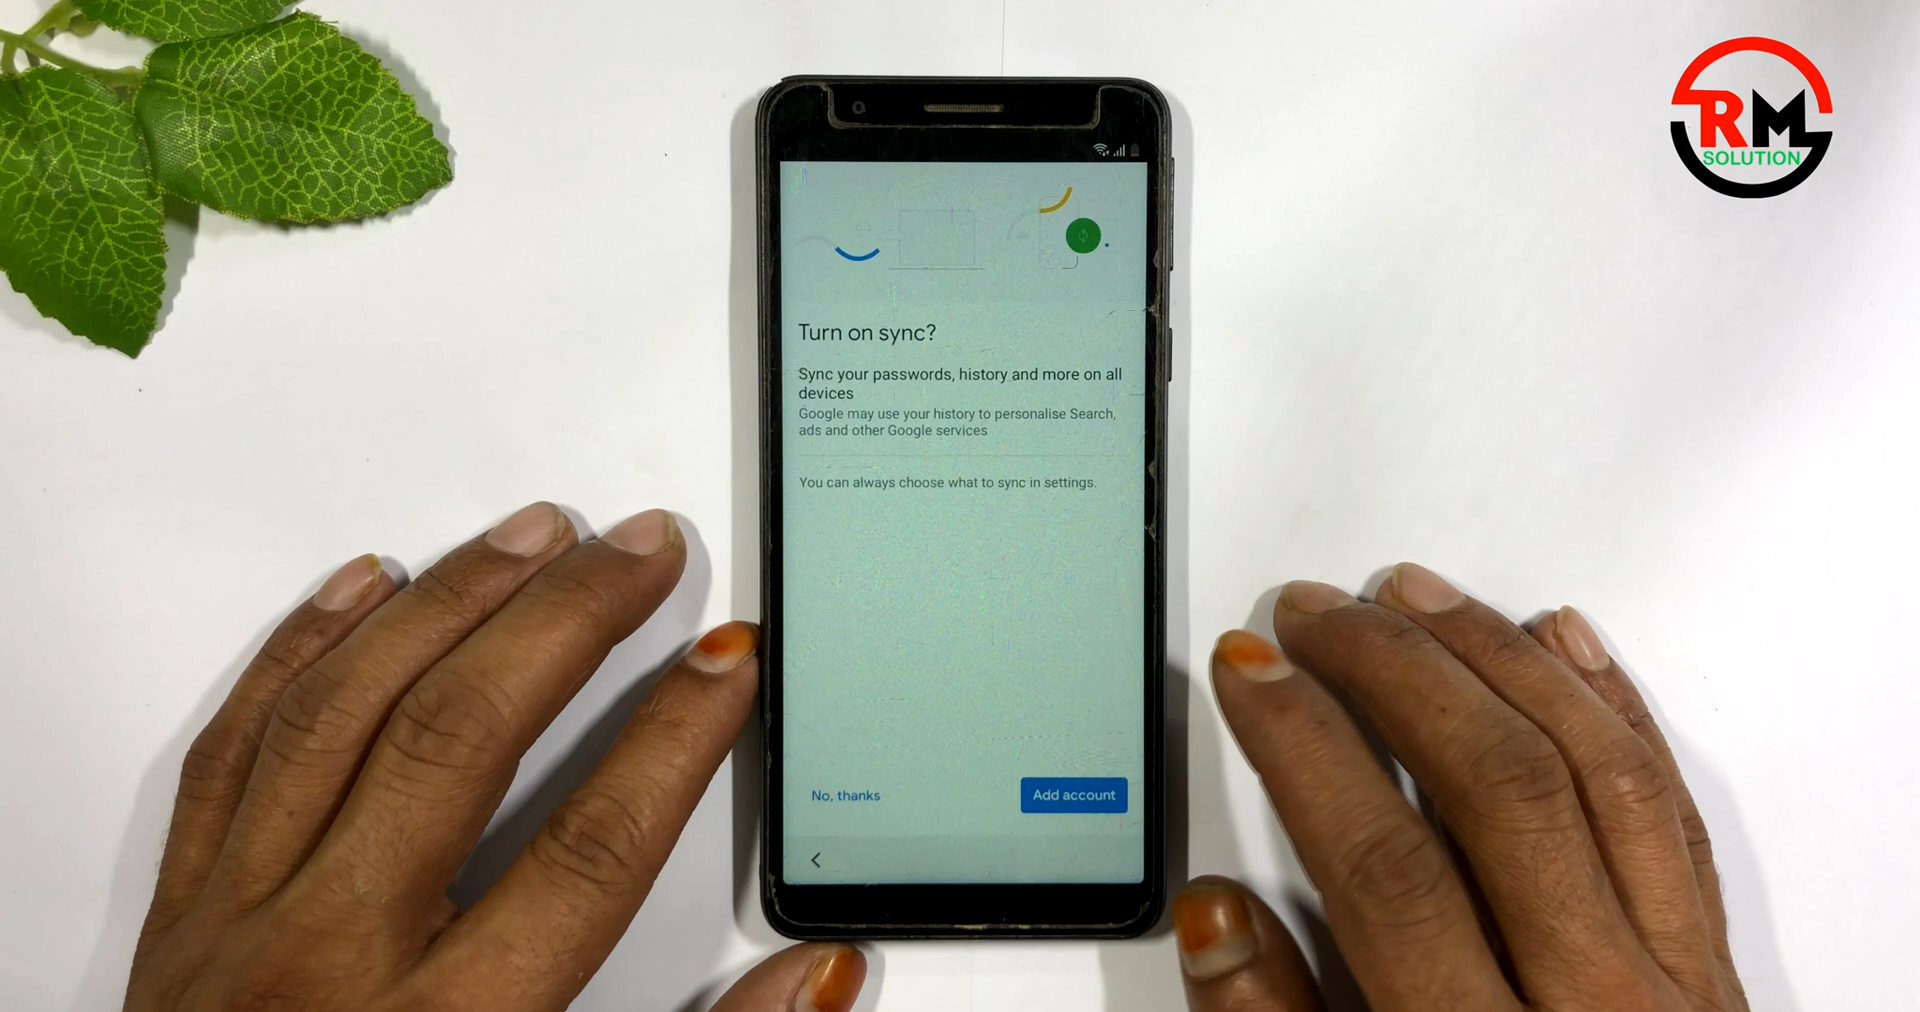 RM
SOLUTION
Turn on sync?
Sync your passwords, history and more on all
devices
Google may use your history to personalise Search,
ads and other Google services
You can always choose what to sync in settings.
No, thanks
Add account